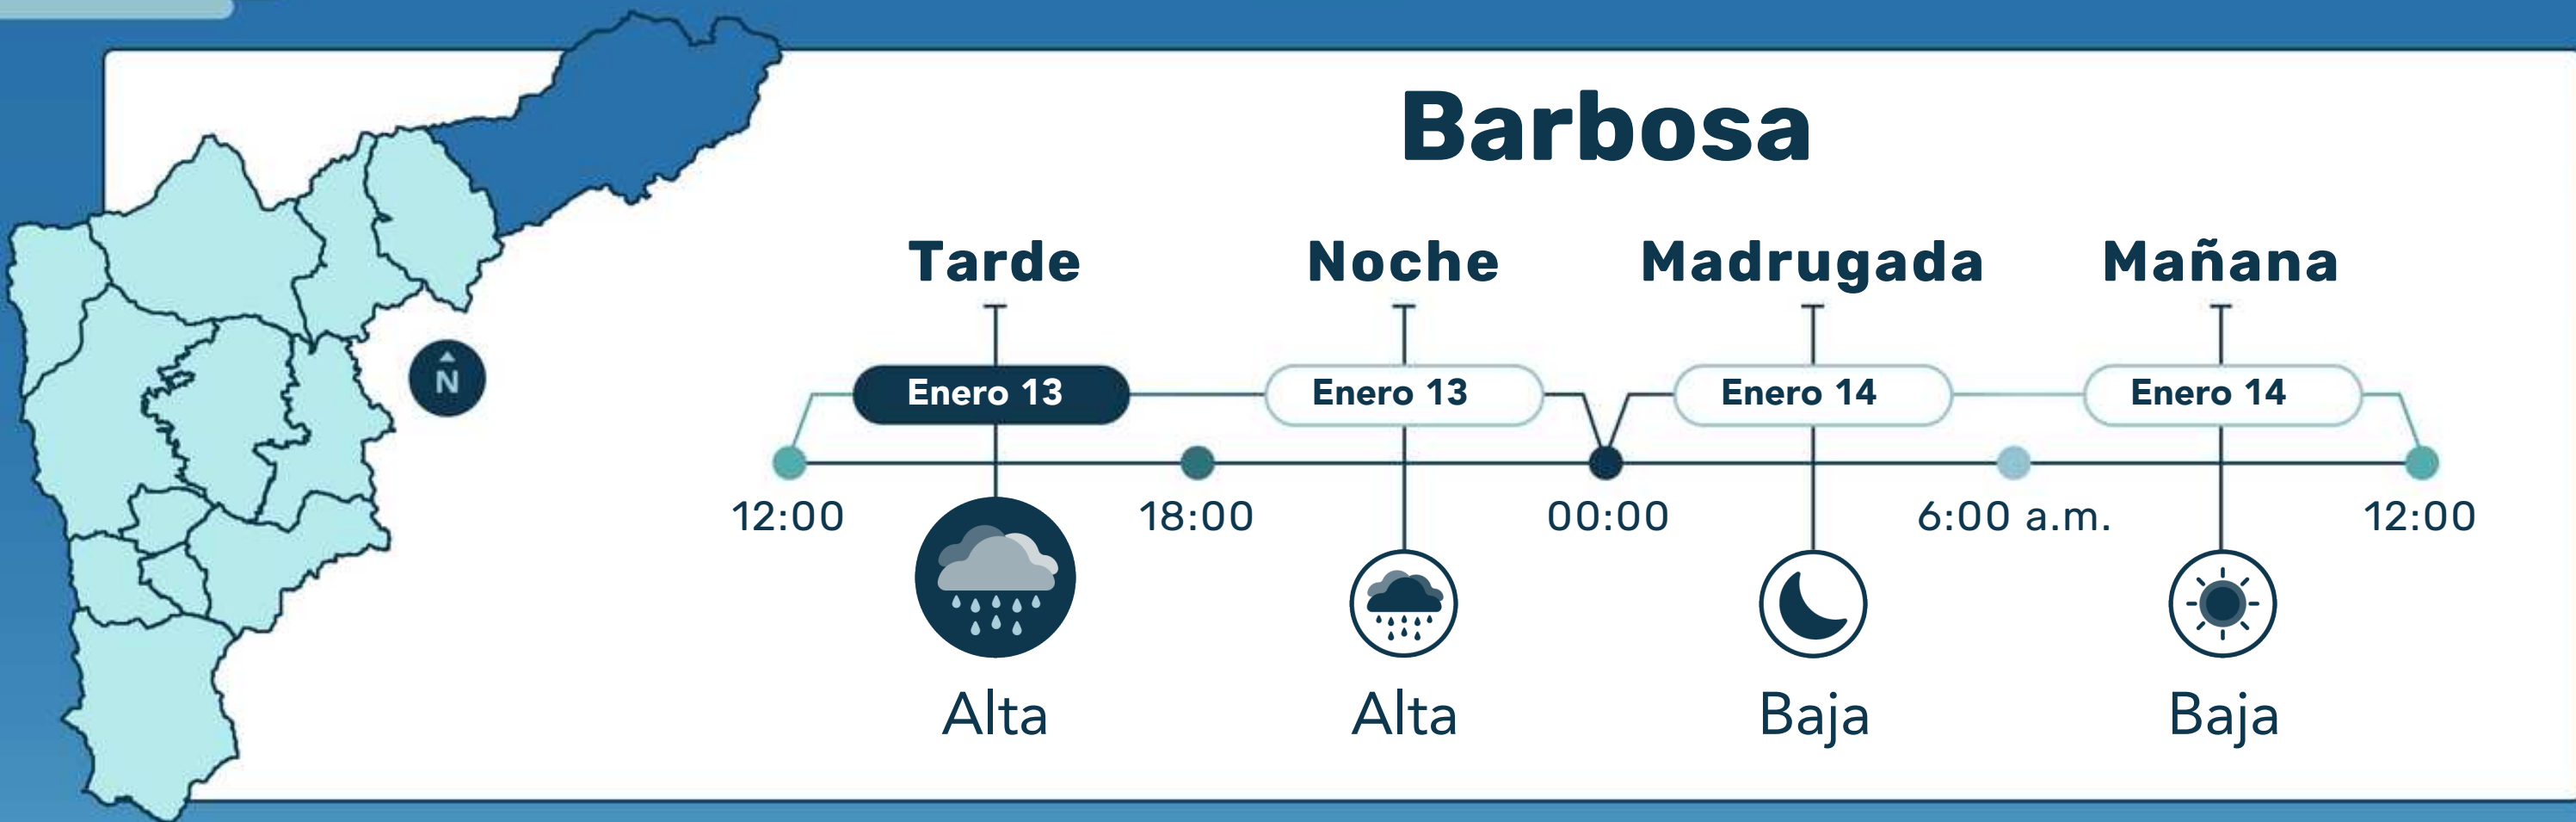 Barbosa
Tarde Noche Madrugada Mañana
Enero 13 Enero 13 Enero 14 Enero 14
N
12:00 18:00 00:00 6:00 a.m. 12:00
Alta Alta Baja Baja